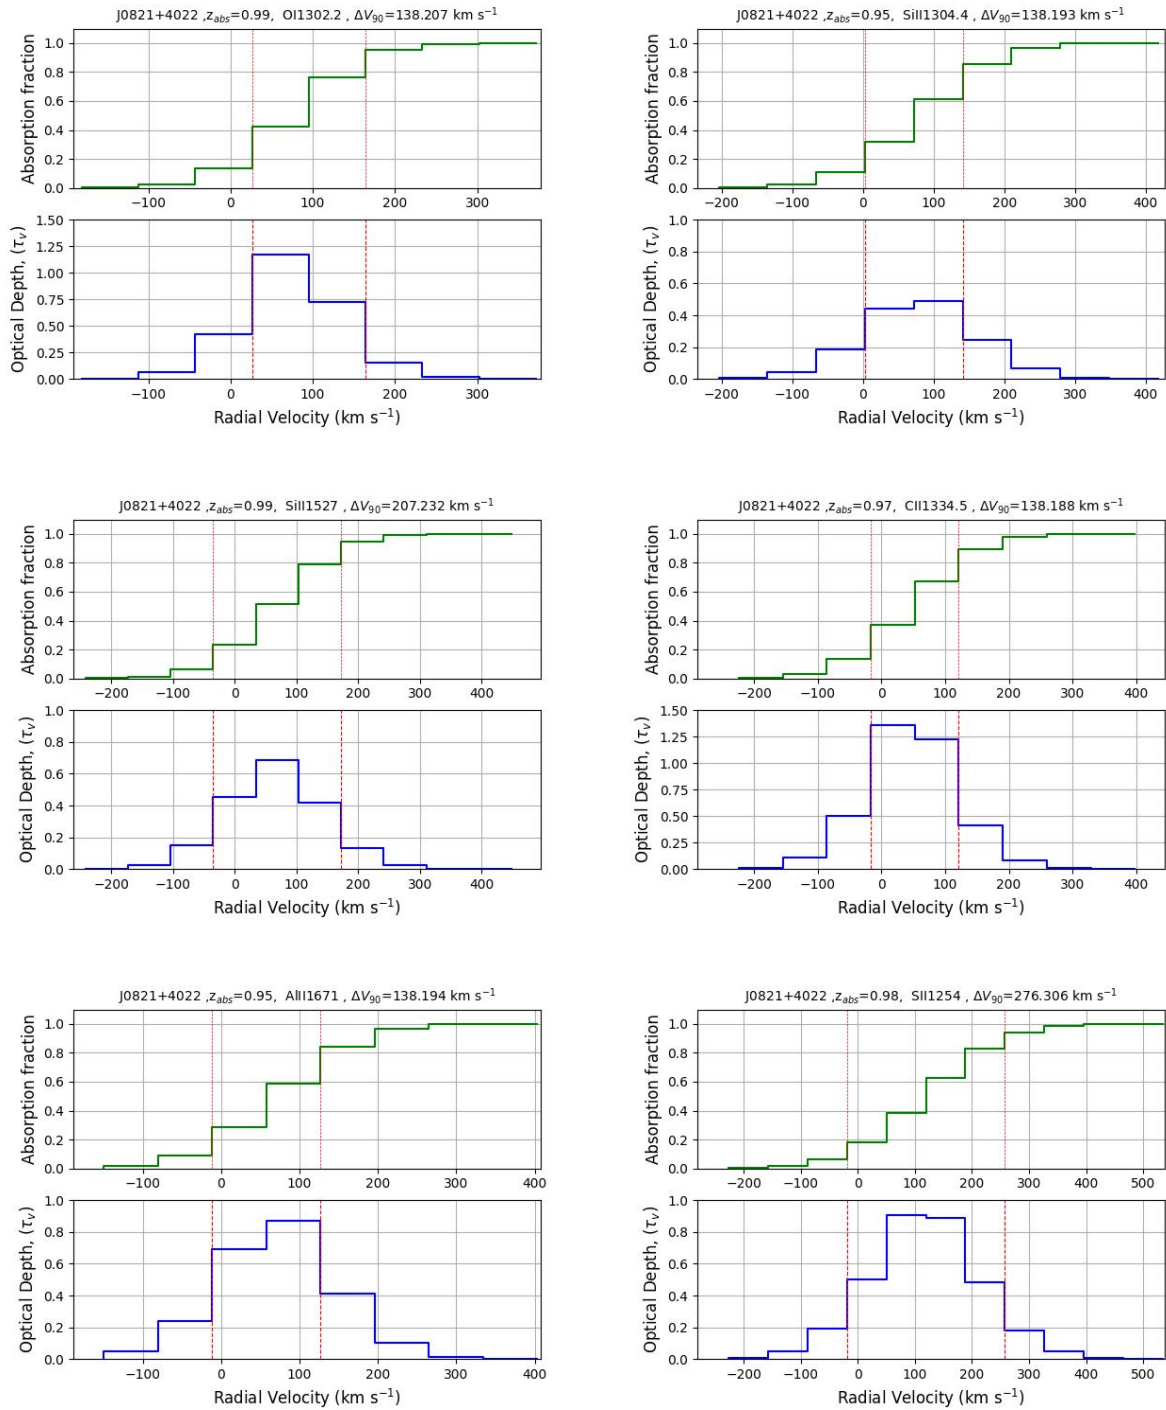 J0821+4022 ,z_abs=0.99, OI1302.2 , ΔV_90=138.207 km s⁻¹
Absorption fraction
1.0
0.8
0.6
0.4
0.2
0.0
−100 0 100 200 300
Optical Depth, (τ_v)
1.50
1.25
1.00
0.75
0.50
0.25
0.00
−100 0 100 200 300
Radial Velocity (km s⁻¹)
J0821+4022 ,z_abs=0.95, SiII1304.4 , ΔV_90=138.193 km s⁻¹
Absorption fraction
1.0
0.8
0.6
0.4
0.2
0.0
−200 −100 0 100 200 300 400
Optical Depth, (τ_v)
1.0
0.8
0.6
0.4
0.2
0.0
−200 −100 0 100 200 300 400
Radial Velocity (km s⁻¹)
J0821+4022 ,z_abs=0.99, SiII1527 , ΔV_90=207.232 km s⁻¹
Absorption fraction
1.0
0.8
0.6
0.4
0.2
0.0
−200 −100 0 100 200 300 400
Optical Depth, (τ_v)
1.0
0.8
0.6
0.4
0.2
0.0
−200 −100 0 100 200 300 400
Radial Velocity (km s⁻¹)
J0821+4022 ,z_abs=0.97, CII1334.5 , ΔV_90=138.188 km s⁻¹
Absorption fraction
1.0
0.8
0.6
0.4
0.2
0.0
−200 −100 0 100 200 300 400
Optical Depth, (τ_v)
1.50
1.25
1.00
0.75
0.50
0.25
0.00
−200 −100 0 100 200 300 400
Radial Velocity (km s⁻¹)
J0821+4022 ,z_abs=0.95, AlII1671 , ΔV_90=138.194 km s⁻¹
Absorption fraction
1.0
0.8
0.6
0.4
0.2
0.0
−100 0 100 200 300 400
Optical Depth, (τ_v)
1.0
0.8
0.6
0.4
0.2
0.0
−100 0 100 200 300 400
Radial Velocity (km s⁻¹)
J0821+4022 ,z_abs=0.98, SII1254 , ΔV_90=276.306 km s⁻¹
Absorption fraction
1.0
0.8
0.6
0.4
0.2
0.0
−200 −100 0 100 200 300 400 500
Optical Depth, (τ_v)
1.0
0.8
0.6
0.4
0.2
0.0
−200 −100 0 100 200 300 400 500
Radial Velocity (km s⁻¹)